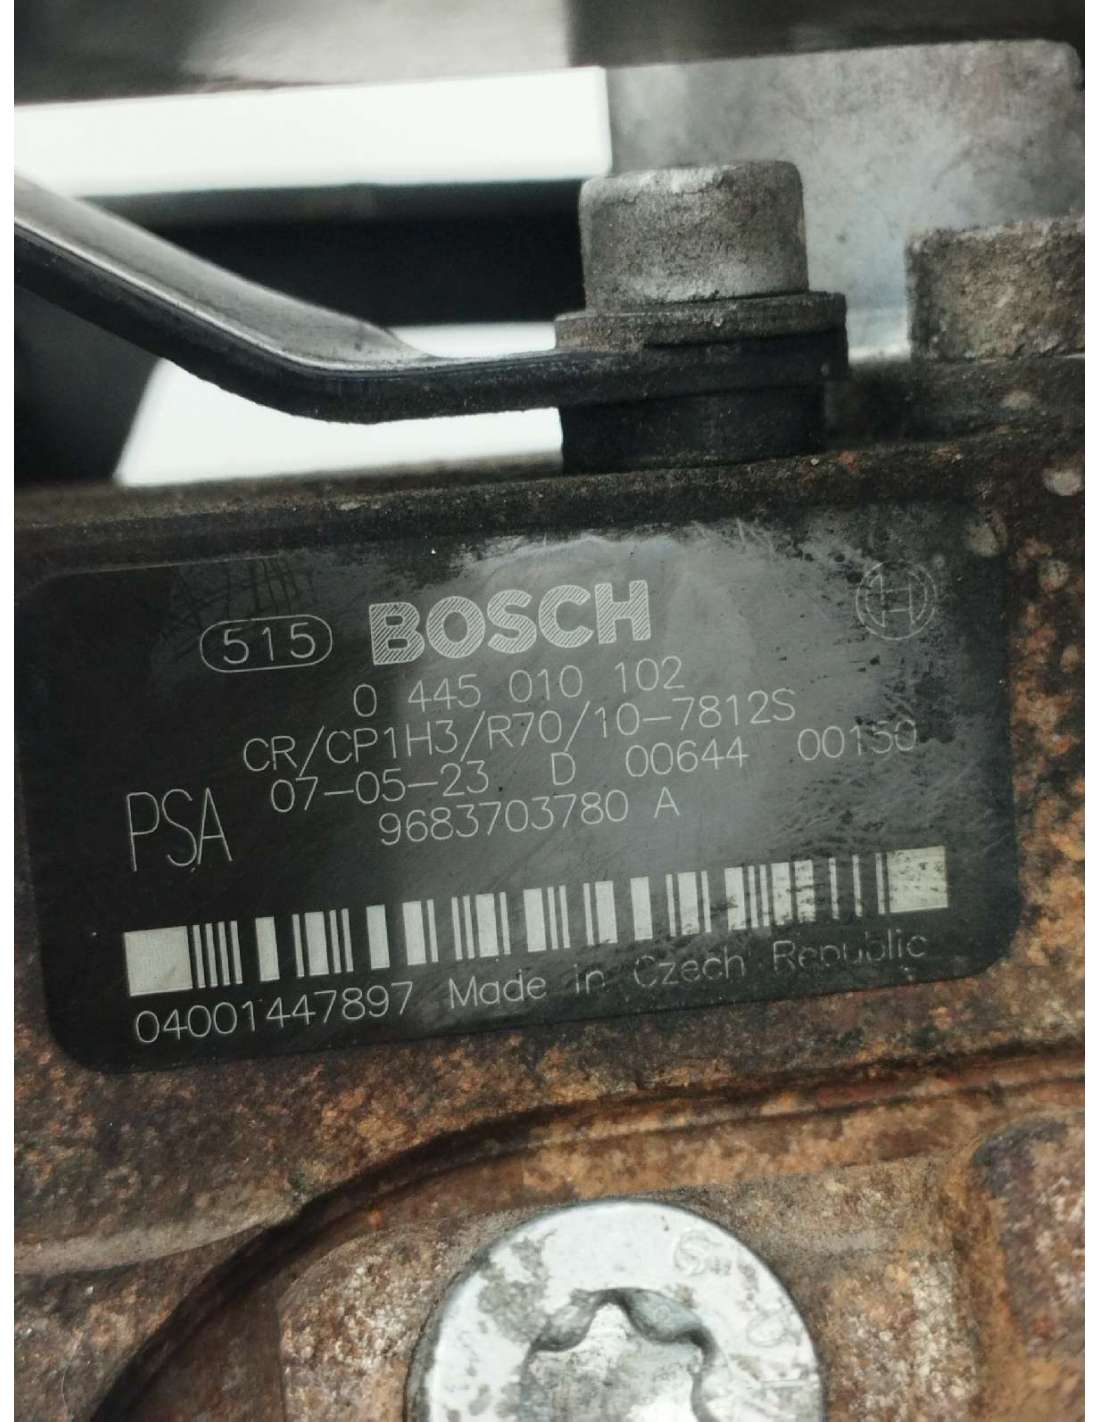 515 BOSCH
0 445 010 102
CR/CP1H3/R70/10-7812S
07-05-23 D 00644
PSA 9683703780 A
04001447897 Made in Czech Republic